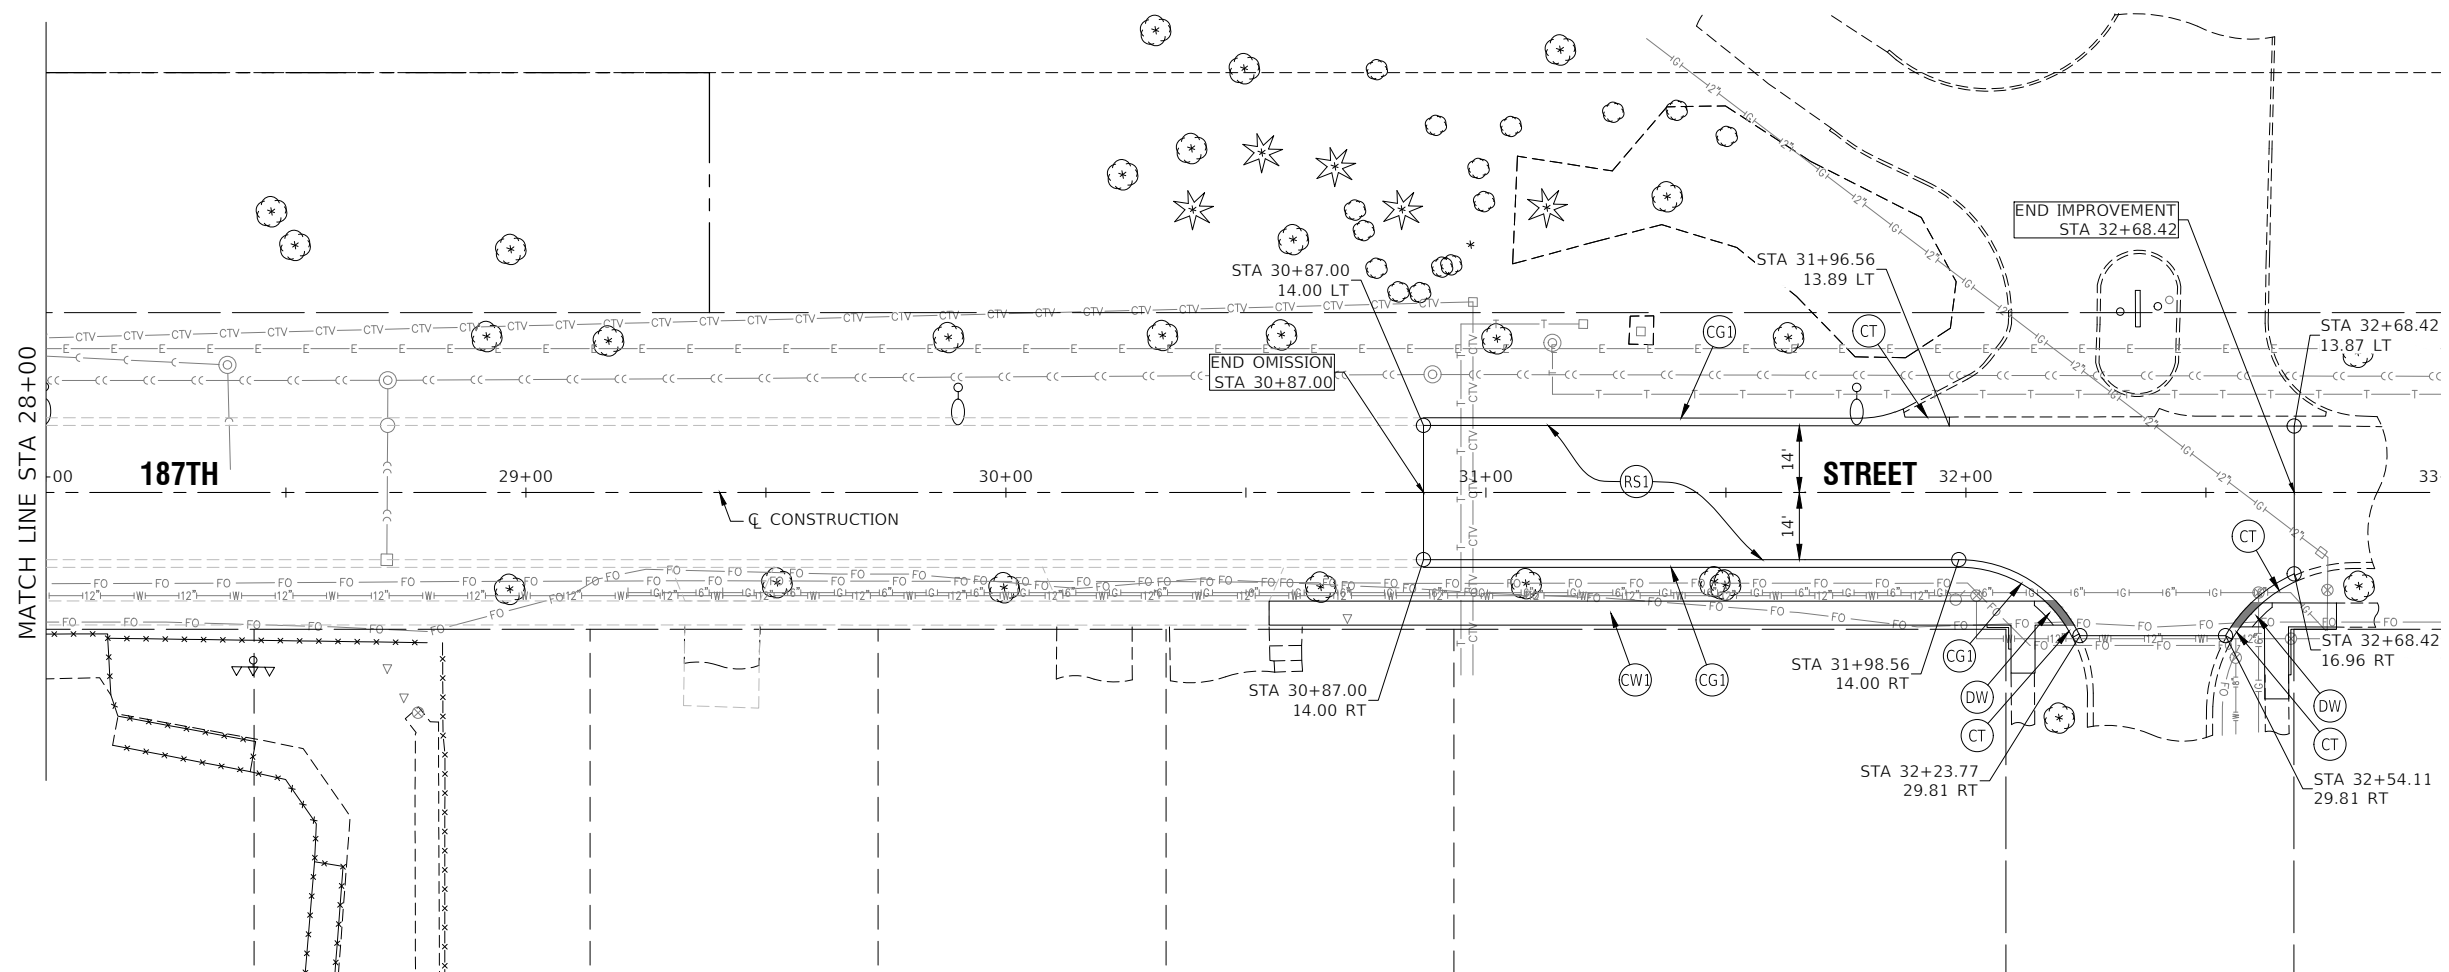 END IMPROVEMENT
STA 32+68.42
STA 30+87.00
14.00 LT
STA 31+96.56
13.89 LT
STA 32+68.42
13.87 LT
END OMISSION
STA 30+87.00
CG1
CT
MATCH LINE STA 28+00
+00
187TH
29+00
30+00
31+00
STREET
32+00
33+
RS1
14'
14'
℄ CONSTRUCTION
CT
STA 30+87.00
14.00 RT
CW1
CG1
STA 31+98.56
14.00 RT
CG1
DW
CT
STA 32+23.77
29.81 RT
STA 32+68.42
16.96 RT
DW
CT
STA 32+54.11
29.81 RT